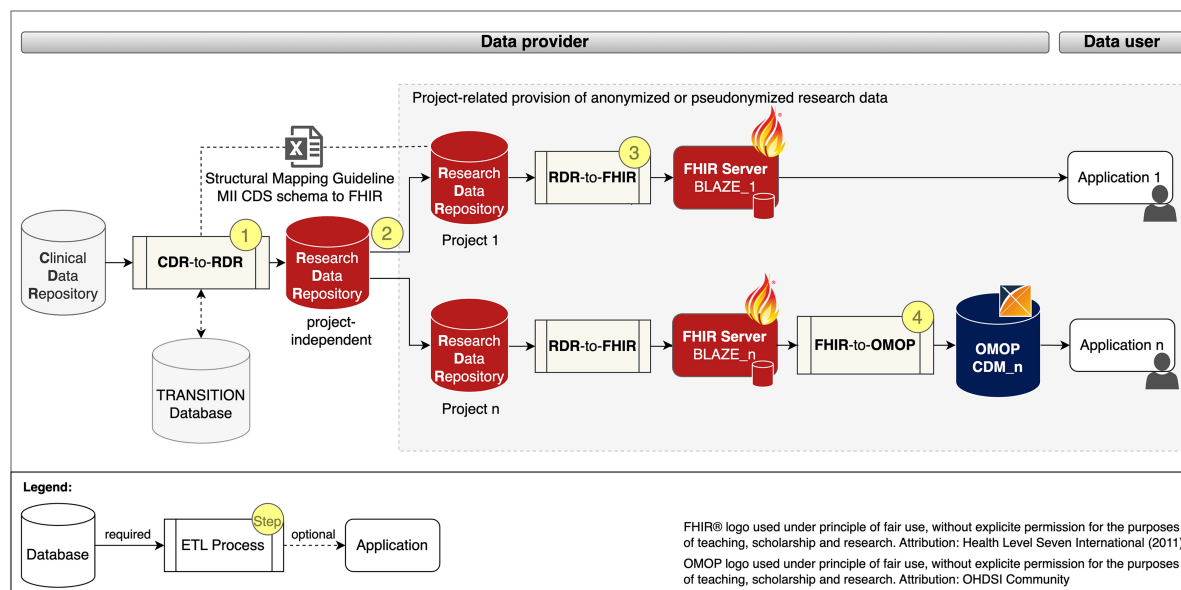 Data provider
Data user
Project-related provision of anonymized or pseudonymized research data
X
Structural Mapping Guideline
MII CDS schema to FHIR
Clinical
Data
Repository
1
CDR-to-RDR
TRANSITION
Database
Research
Data
Repository
project-
independent
2
Research
Data
Repository
Project 1
3
RDR-to-FHIR
FHIR Server
BLAZE_1
Application 1
Research
Data
Repository
Project n
RDR-to-FHIR
FHIR Server
BLAZE_n
4
FHIR-to-OMOP
OMOP
CDM_n
Application n
Legend:
Database
required
Step
ETL Process
optional
Application
FHIR® logo used under principle of fair use, without explicite permission for the purposes
of teaching, scholarship and research. Attribution: Health Level Seven International (2011)
OMOP logo used under principle of fair use, without explicite permission for the purposes
of teaching, scholarship and research. Attribution: OHDSI Community